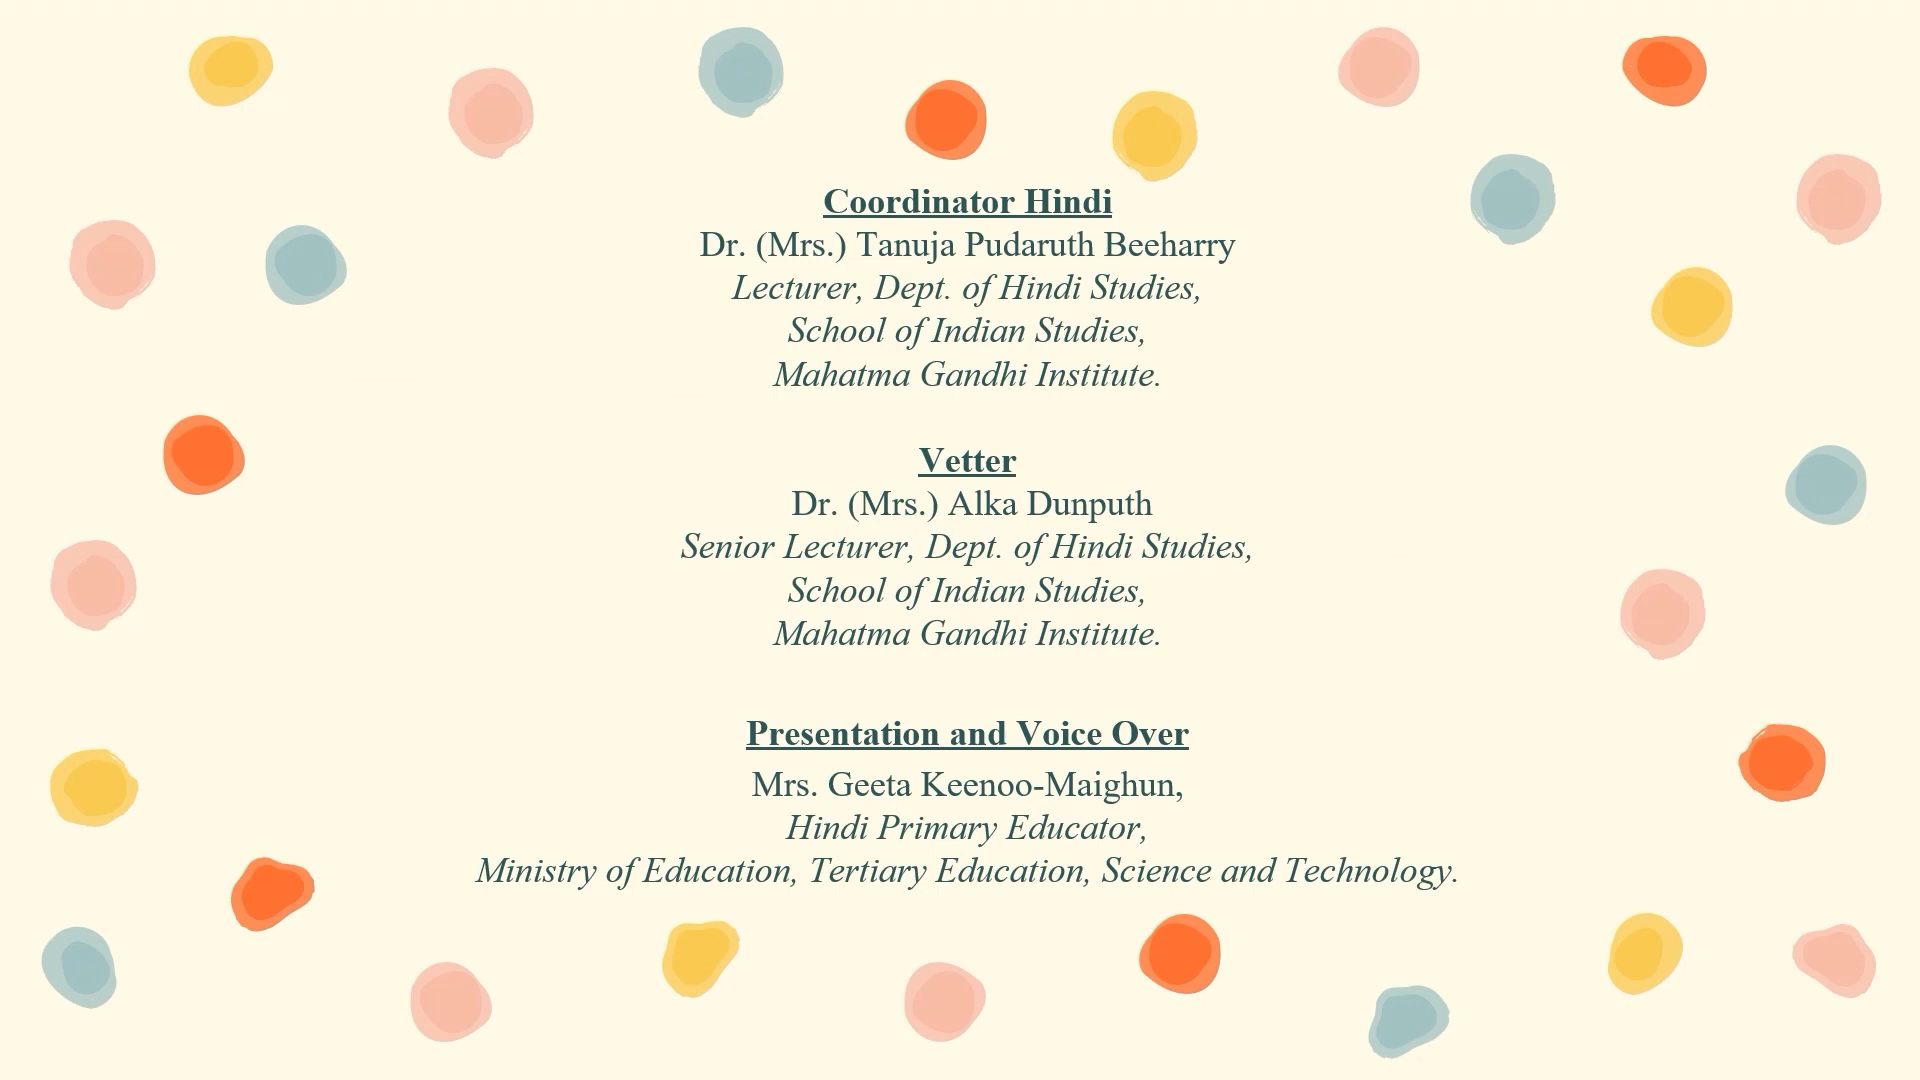 Coordinator Hindi
Dr. (Mrs.) Tanuja Pudaruth Beeharry
Lecturer, Dept. of Hindi Studies,
School of Indian Studies,
Mahatma Gandhi Institute.
Vetter
Dr. (Mrs.) Alka Dunputh
Senior Lecturer, Dept. of Hindi Studies,
School of Indian Studies,
Mahatma Gandhi Institute.
Presentation and Voice Over
Mrs. Geeta Keenoo-Maighun,
Hindi Primary Educator,
Ministry of Education, Tertiary Education, Science and Technology.